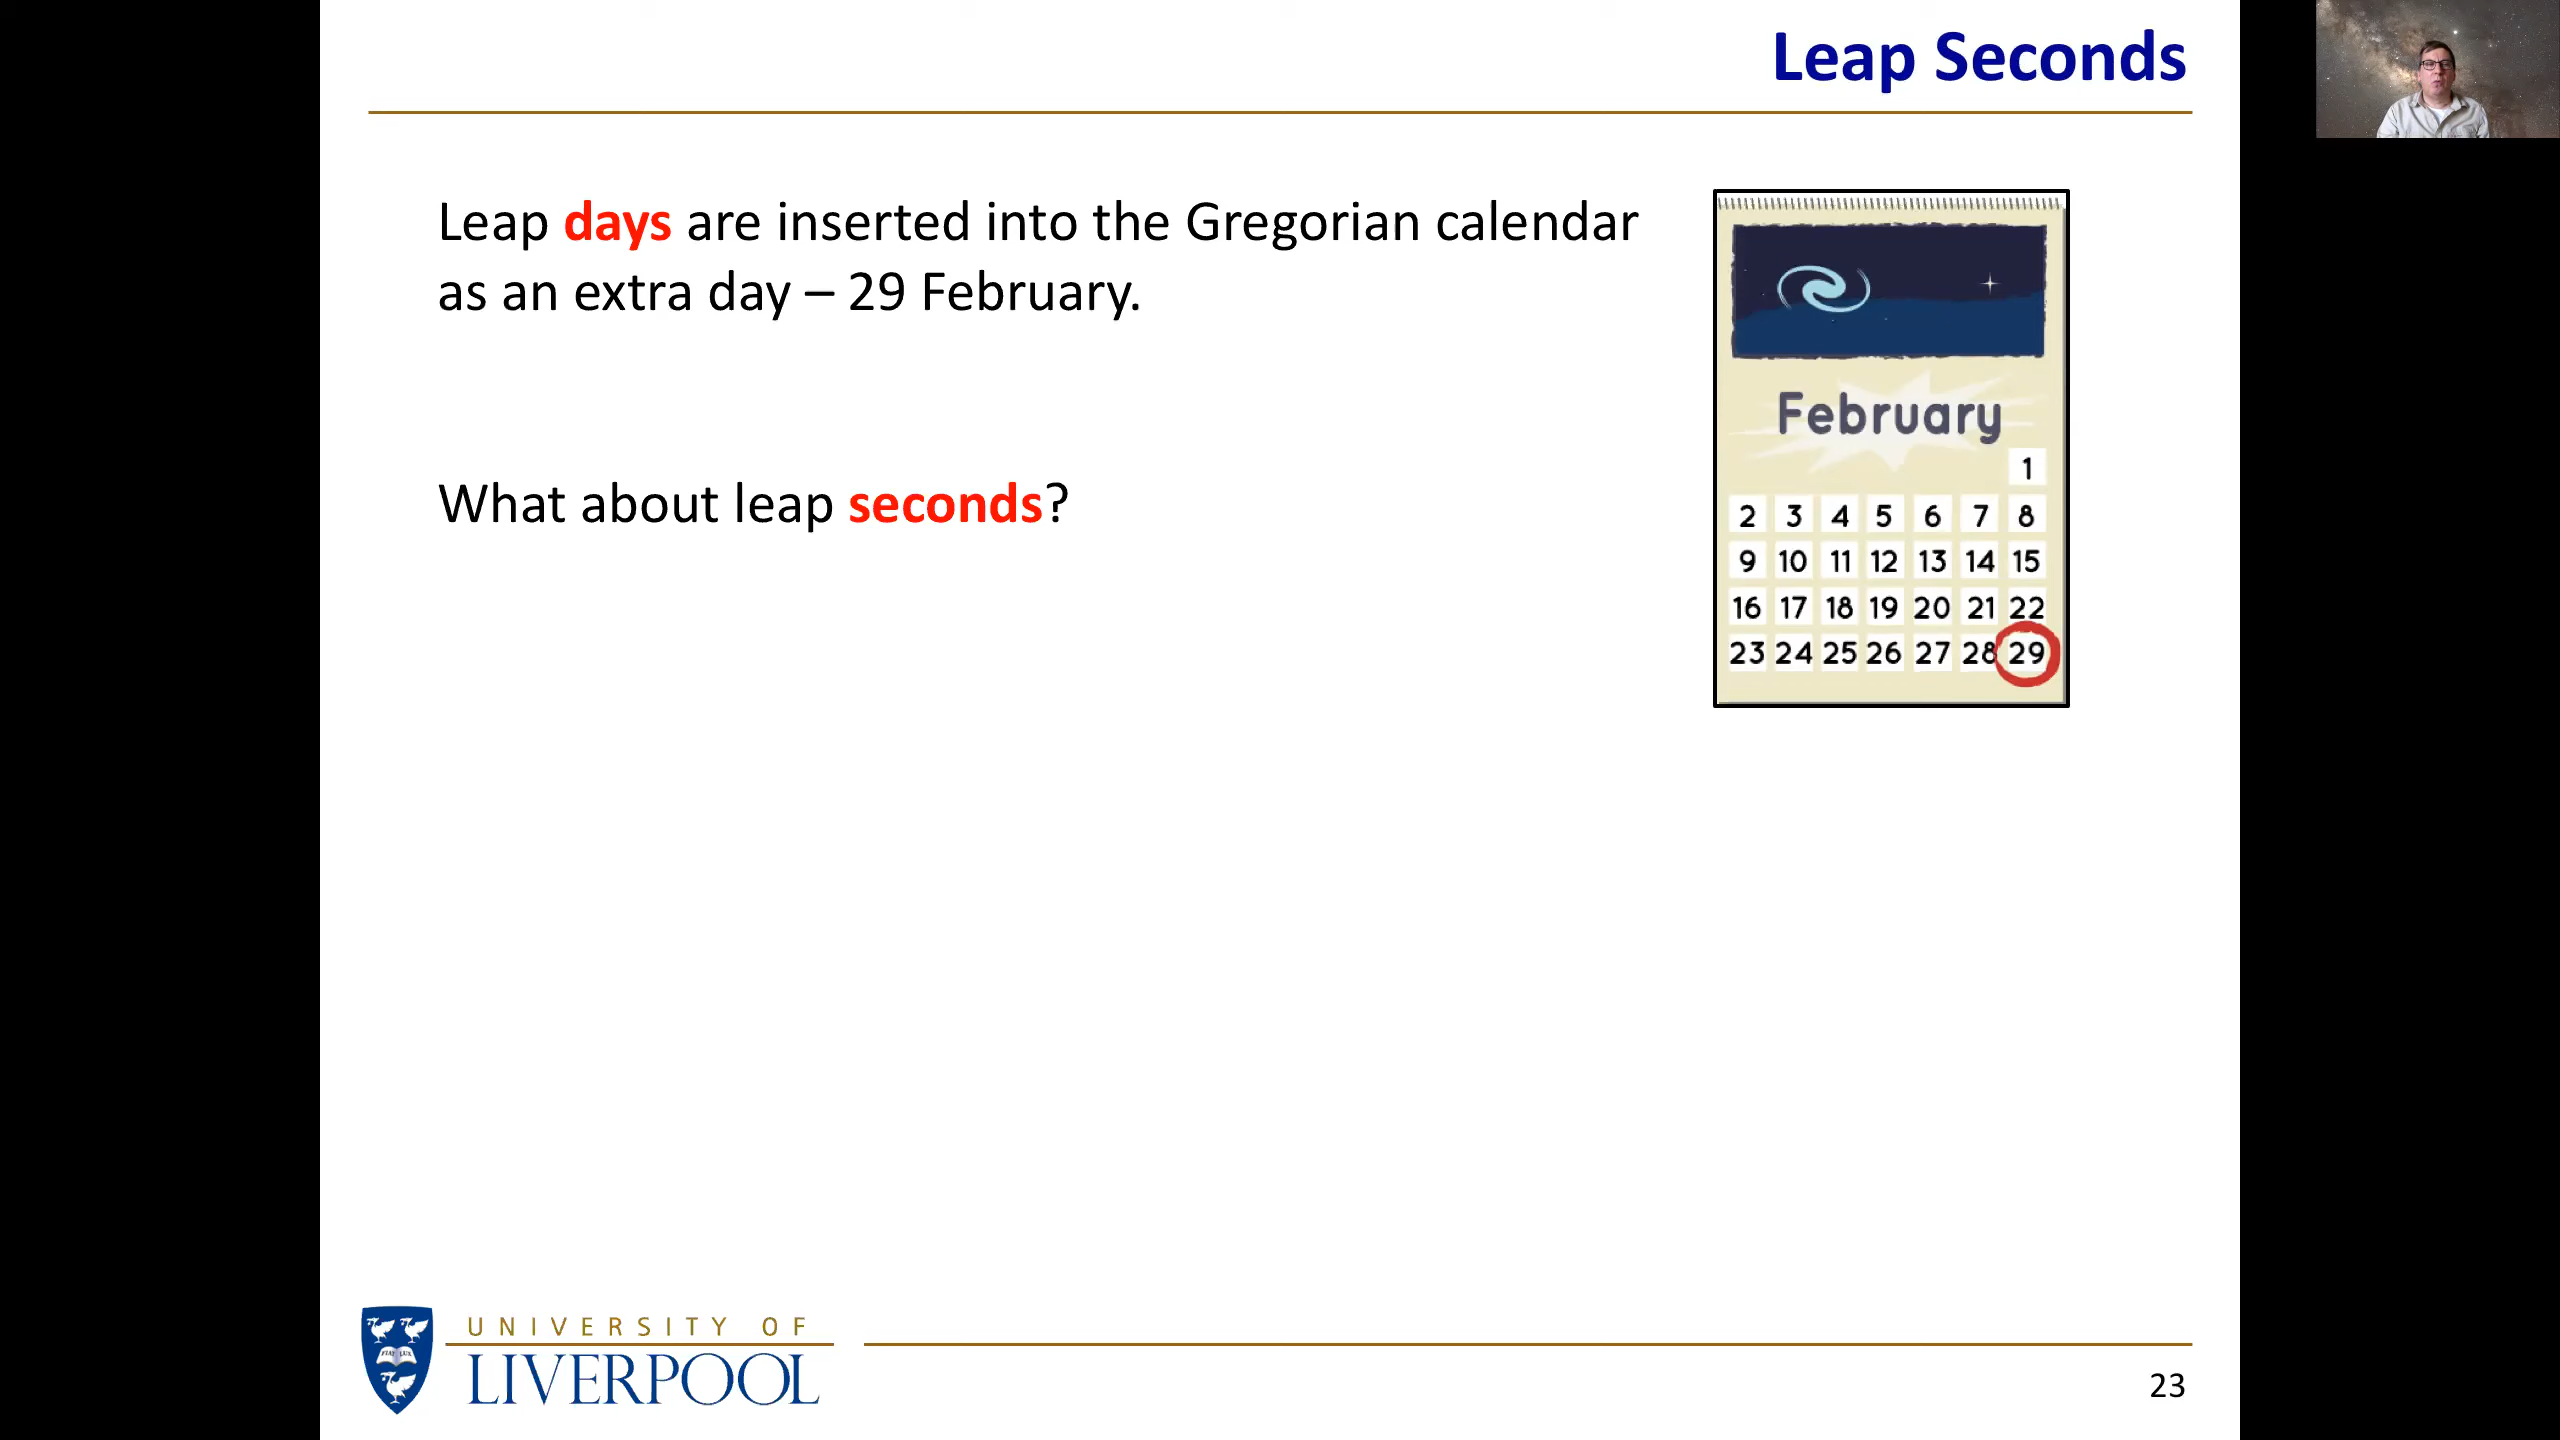 Leap Seconds
Leap days are inserted into the Gregorian calendar
as an extra day – 29 February.
What about leap seconds?
February
1
2 3 4 5 6 7 8
9 10 11 12 13 14 15
16 17 18 19 20 21 22
23 24 25 26 27 28 29
FIAT LUX
UNIVERSITY OF
LIVERPOOL
23